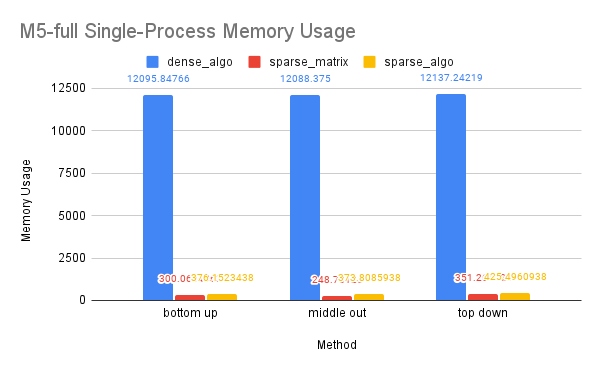 M5-full Single-Process Memory Usage
dense_algo sparse_matrix sparse_algo
12095.84766 12088.375 12137.24219
12500
10000
7500
5000
2500
0
373.8085938
Memory Usage
bottom up middle out top down
Method